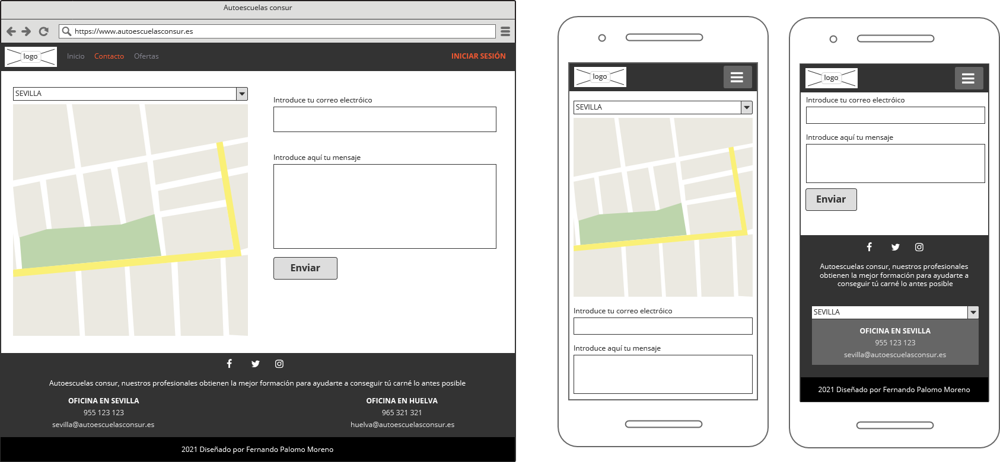 Autoescuelas consur
https://www.autoescuelasconsur.es
logo
Inicio
Contacto
Ofertas
INICIAR SESIÓN
SEVILLA
Introduce tu correo electróico
Introduce aquí tu mensaje
Enviar
Autoescuelas consur, nuestros profesionales obtienen la mejor formación para ayudarte a conseguir tú carné lo antes posible
OFICINA EN SEVILLA
955 123 123
sevilla@autoescuelasconsur.es
OFICINA EN HUELVA
965 321 321
huelva@autoescuelasconsur.es
2021 Diseñado por Fernando Palomo Moreno
logo
SEVILLA
Introduce tu correo electróico
Introduce aquí tu mensaje
logo
Introduce tu correo electróico
Introduce aquí tu mensaje
Enviar
Autoescuelas consur, nuestros profesionales
obtienen la mejor formación para ayudarte a
conseguir tú carné lo antes posible
SEVILLA
OFICINA EN SEVILLA
955 123 123
sevilla@autoescuelasconsur.es
2021 Diseñado por Fernando Palomo Moreno